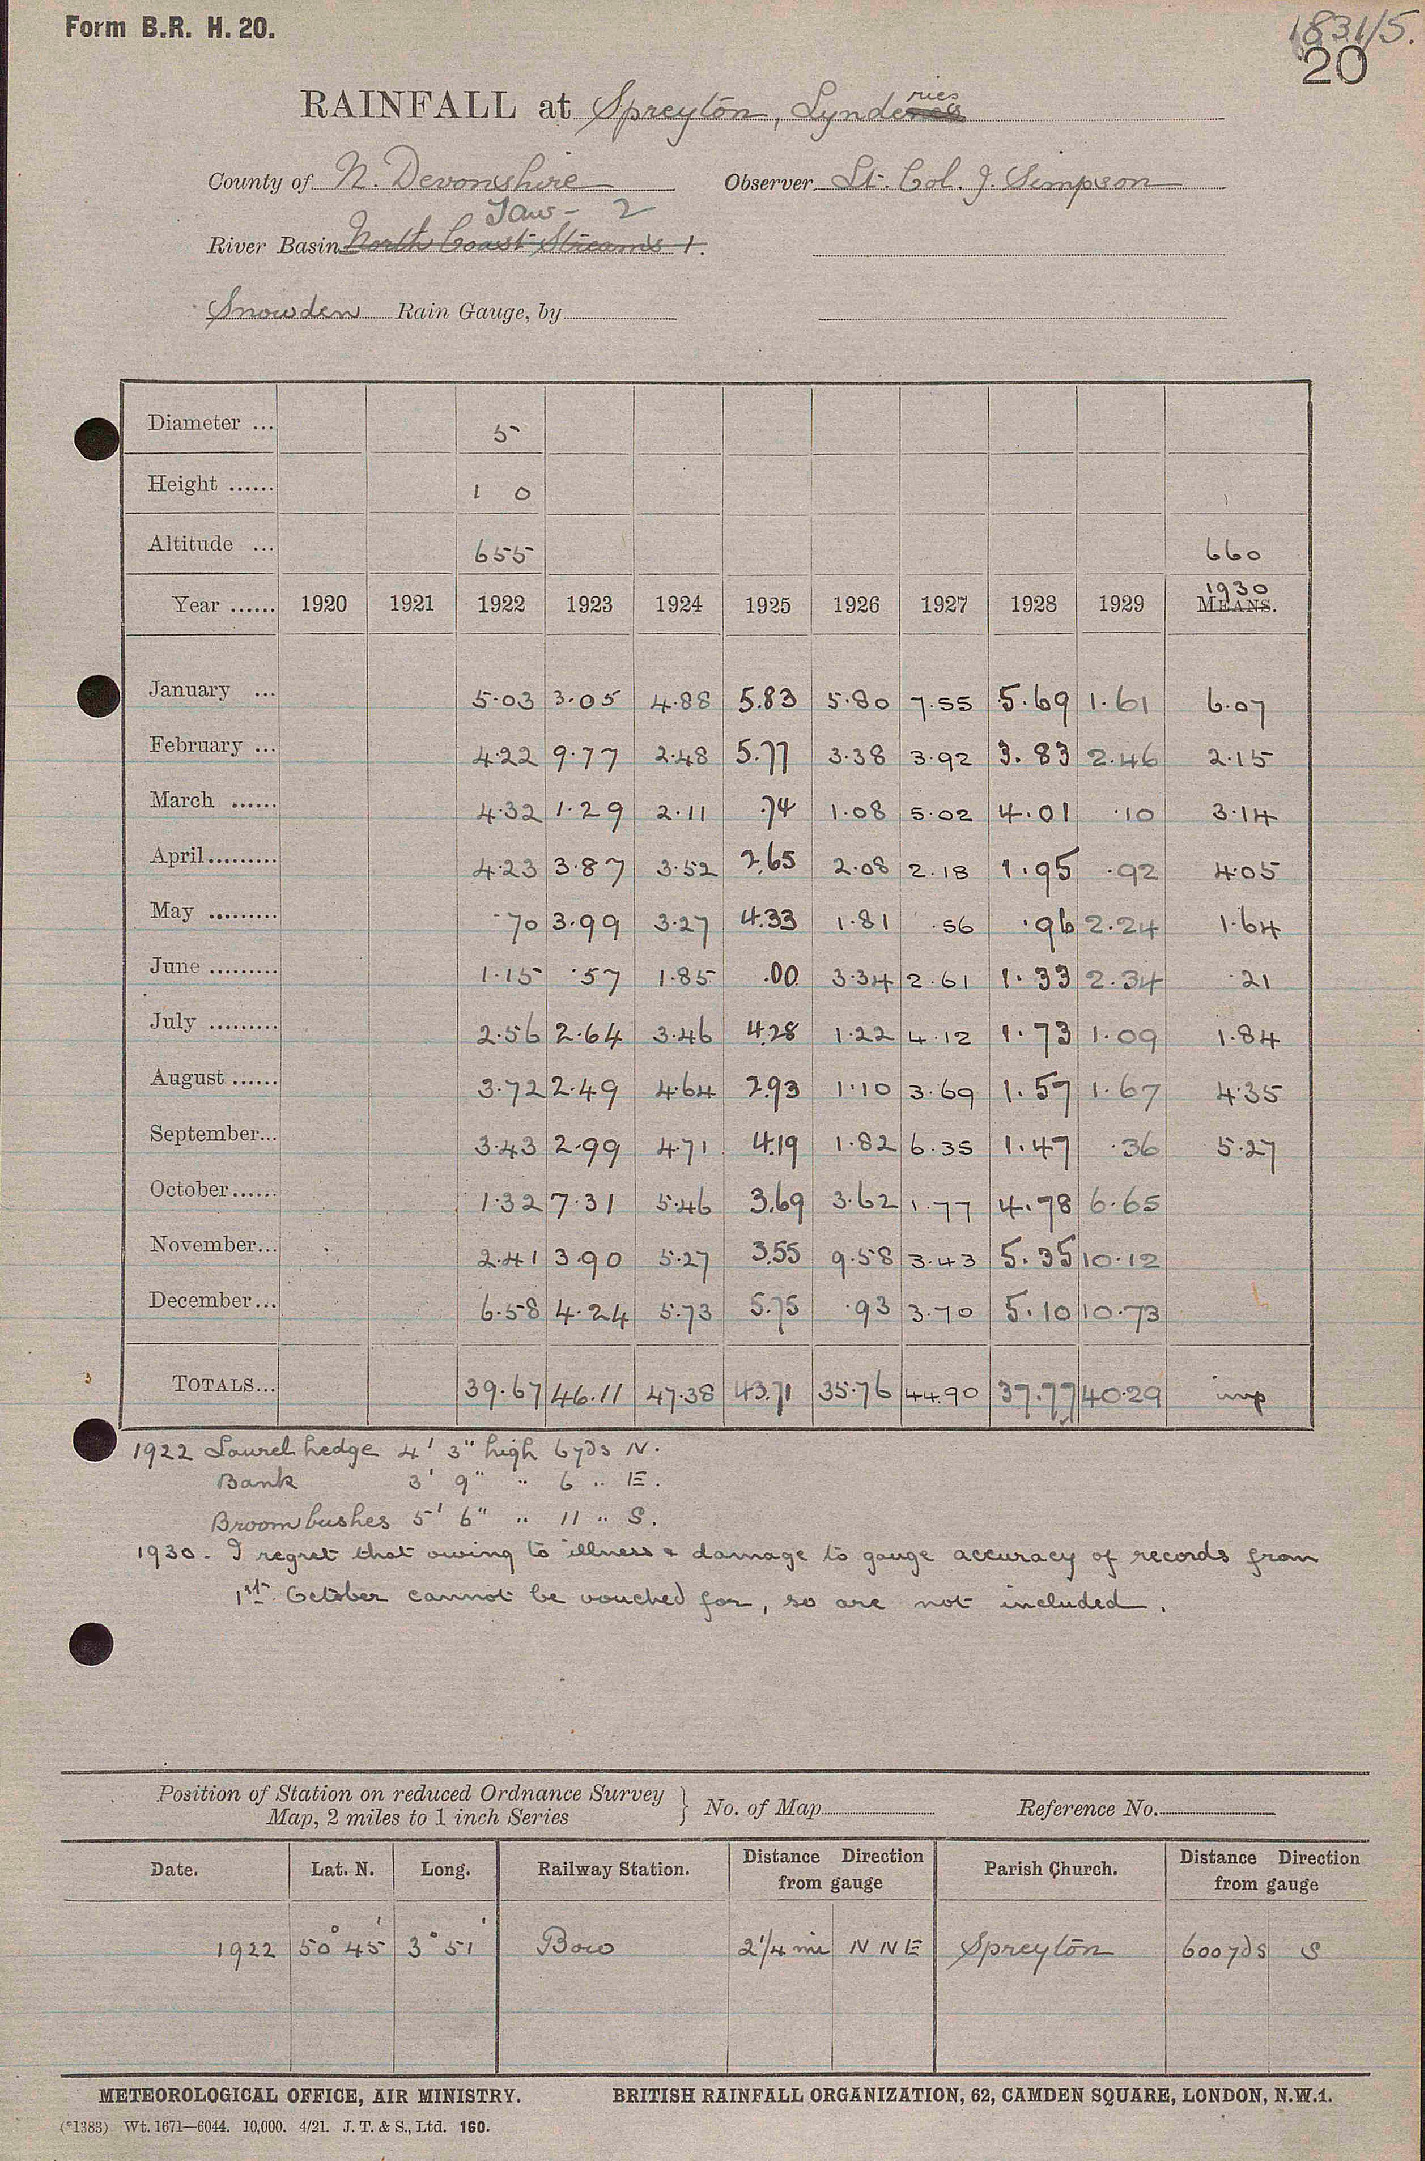 Form B.R. H. 20.
1831/5.
20
RAINFALL at Spreyton, Lynderies
County of N. Devonshire Observer Lt. Col. J. Simpson
Taw - 2
River Basin North Coast Streams 1.
Snowden Rain Gauge, by
Diameter ... 5
Height ...... 1 0
Altitude ... 655 660
Year ...... 1920 1921 1922 1923 1924 1925 1926 1927 1928 1929 1930 MEANS.
January ... 5.03 3.05 4.88 5.83 5.80 7.55 5.69 1.61 6.07
February ... 4.22 9.77 2.48 5.77 3.38 3.92 3.83 2.46 2.15
March ...... 4.32 1.29 2.11 .74 1.08 5.02 4.01 .10 3.14
April ......... 4.23 3.87 3.52 2.65 2.08 2.18 1.95 .92 4.05
May ......... .70 3.99 3.27 4.33 1.81 .56 .96 2.24 1.64
June ......... 1.15 .57 1.85 .00 3.34 2.61 1.33 2.34 .21
July ......... 2.56 2.64 3.46 4.28 1.22 4.12 1.73 1.09 1.84
August ...... 3.72 2.49 4.64 2.93 1.10 3.69 1.57 1.67 4.35
September... 3.43 2.99 4.71 4.19 1.82 6.35 1.47 .36 5.27
October...... 1.32 7.31 5.46 3.69 3.62 1.77 4.78 6.65
November... 2.41 3.90 5.27 3.55 9.58 3.43 5.35 10.12
December... 6.58 4.24 5.73 5.75 .93 3.70 5.10 10.73
TOTALS... 39.67 46.11 47.38 43.71 35.76 44.90 37.77 40.29 imp
1922 Laurel hedge 4' 3" high 6 yds N.
Bank 3' 9" " 6 " E.
Broom bushes 5' 6" " 11 " S.
1930. I regret that owing to illness & damage to gauge accuracy of records from
1st October cannot be vouched for, so are not included.
Position of Station on reduced Ordnance Survey
Map, 2 miles to 1 inch Series } No. of Map Reference No.
Date. Lat. N. Long. Railway Station. Distance Direction from gauge Parish Church. Distance Direction from gauge
1922 50° 45' 3° 51' Bow 2 1/4 mi N N E Spreyton 600 yds S
METEOROLOGICAL OFFICE, AIR MINISTRY. BRITISH RAINFALL ORGANIZATION, 62, CAMDEN SQUARE, LONDON, N.W.1.
(*1383) Wt. 1671—6044. 10,000. 4/21. J. T. & S., Ltd. 160.